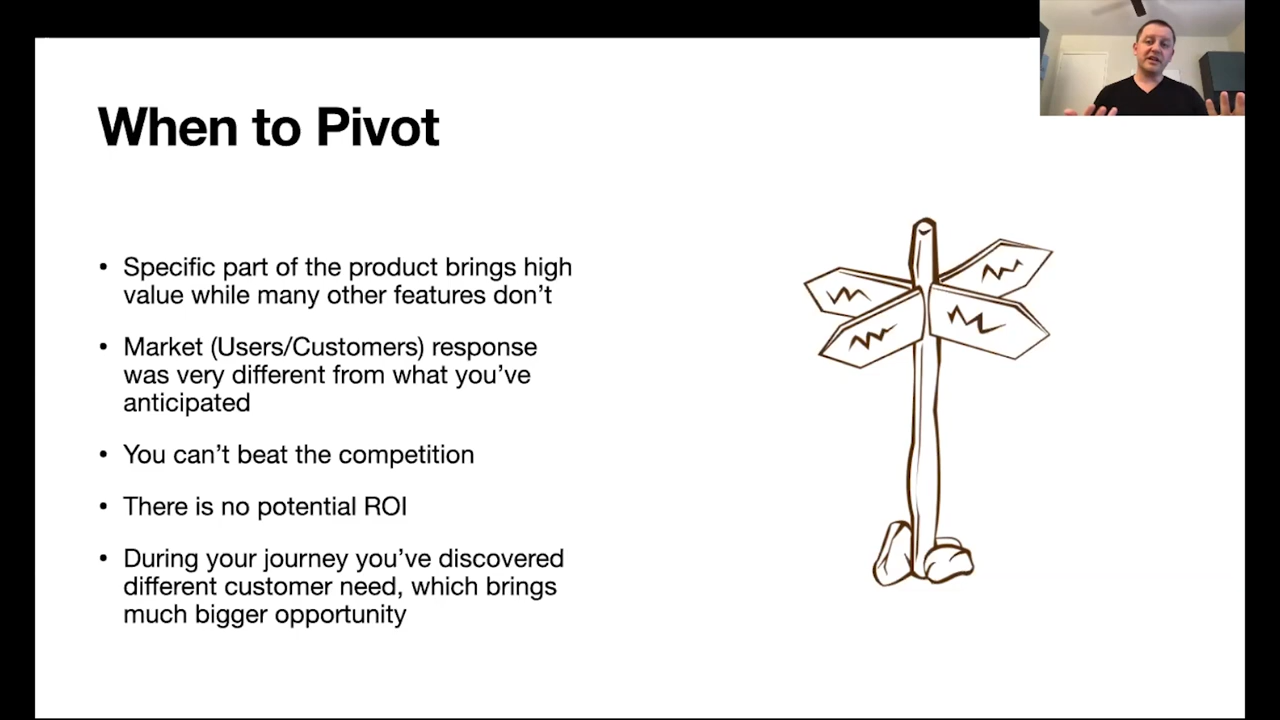 When to Pivot
• Specific part of the product brings high
value while many other features don’t
• Market (Users/Customers) response
was very different from what you’ve
anticipated
• You can’t beat the competition
• There is no potential ROI
• During your journey you’ve discovered
different customer need, which brings
much bigger opportunity